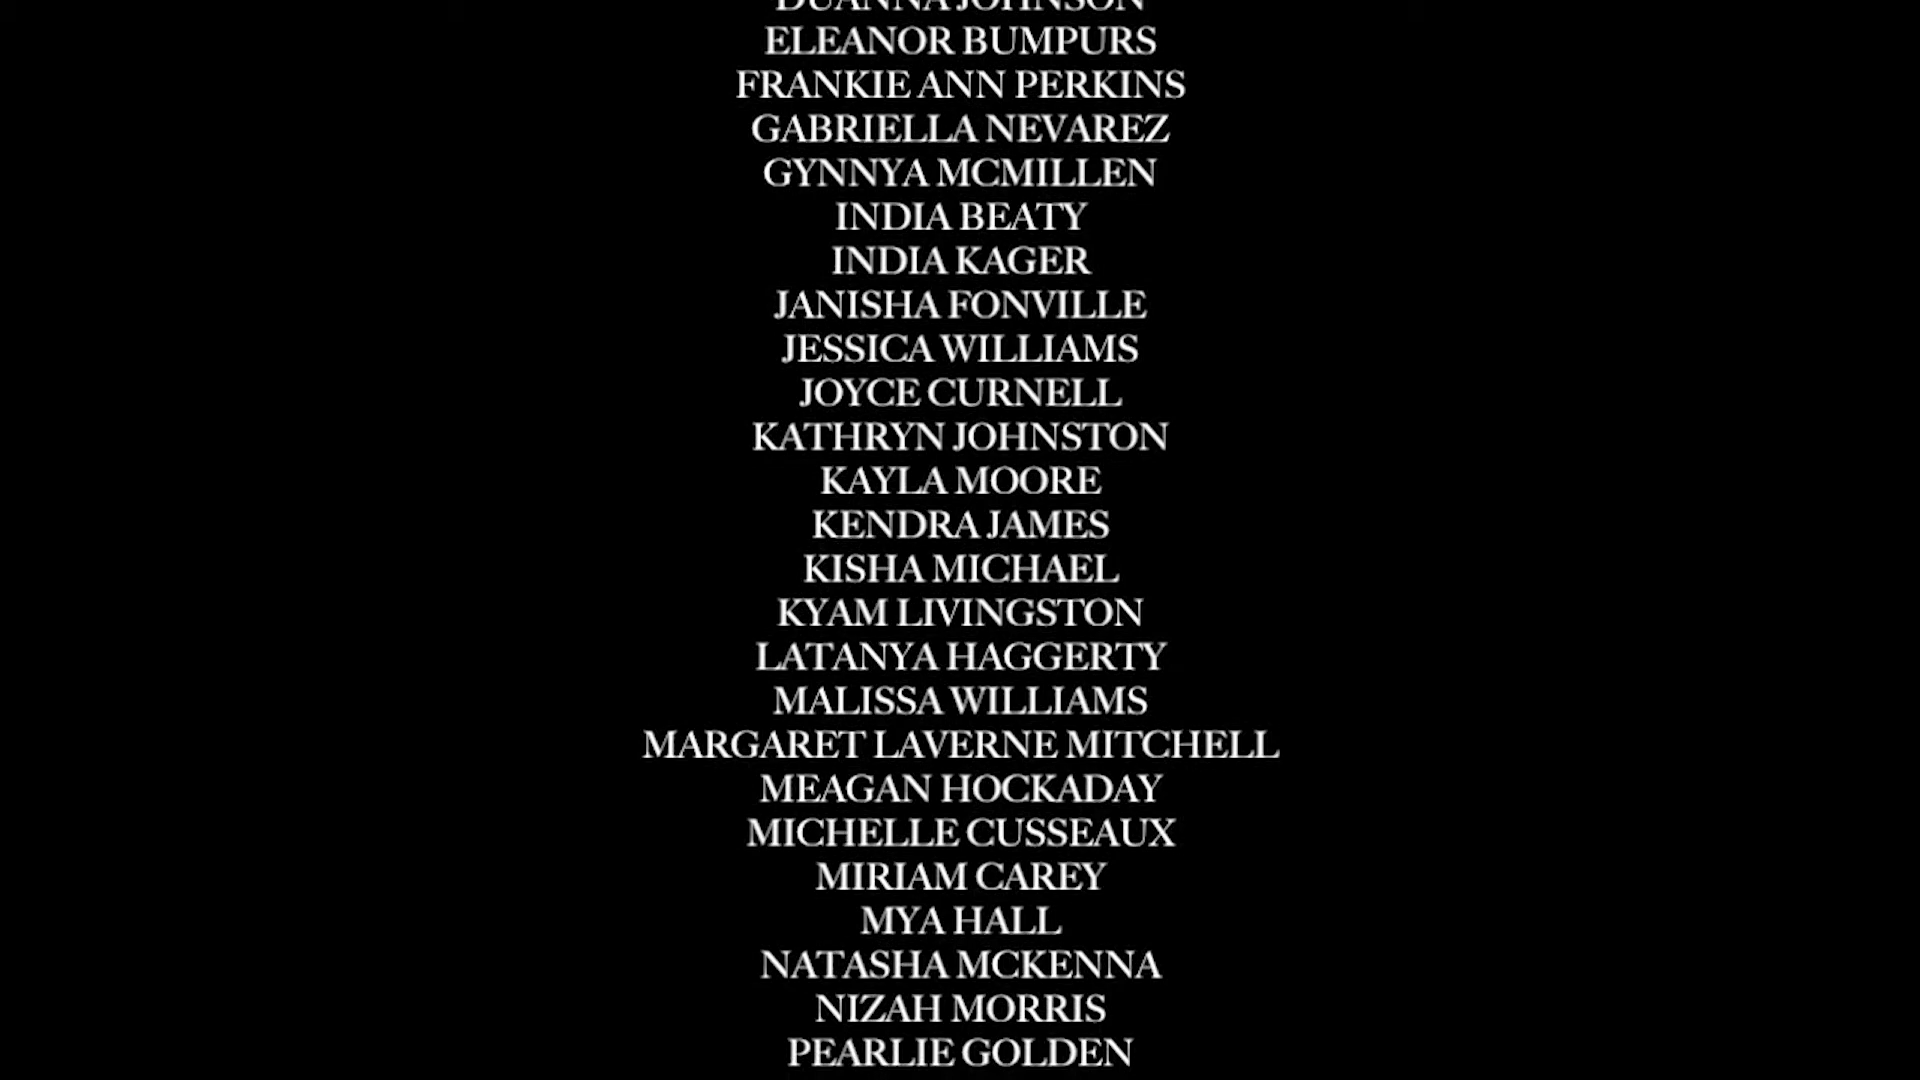 DUANNA JOHNSON
ELEANOR BUMPURS
FRANKIE ANN PERKINS
GABRIELLA NEVAREZ
GYNNYA MCMILLEN
INDIA BEATY
INDIA KAGER
JANISHA FONVILLE
JESSICA WILLIAMS
JOYCE CURNELL
KATHRYN JOHNSTON
KAYLA MOORE
KENDRA JAMES
KISHA MICHAEL
KYAM LIVINGSTON
LATANYA HAGGERTY
MALISSA WILLIAMS
MARGARET LAVERNE MITCHELL
MEAGAN HOCKADAY
MICHELLE CUSSEAUX
MIRIAM CAREY
MYA HALL
NATASHA MCKENNA
NIZAH MORRIS
PEARLIE GOLDEN